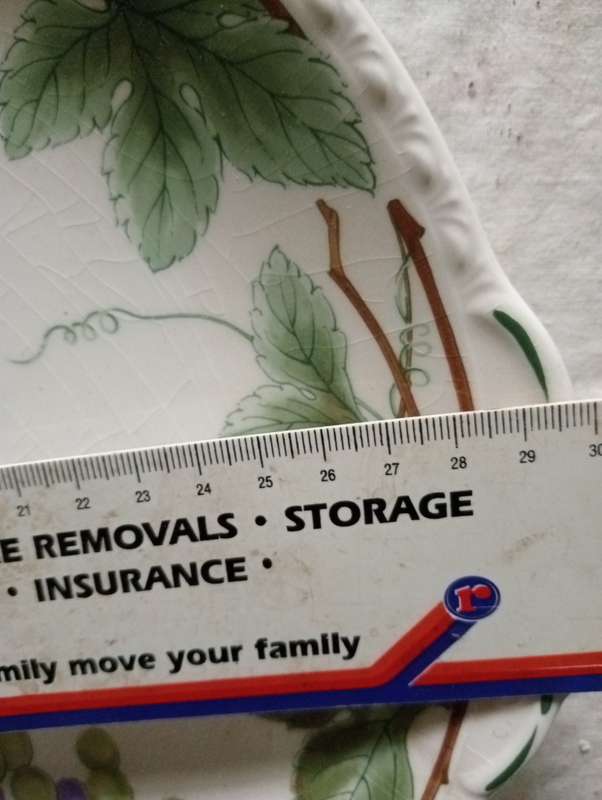 21 22 23 24 25 26 27 28 29 30
E REMOVALS • STORAGE
• INSURANCE •
r
mily move your family